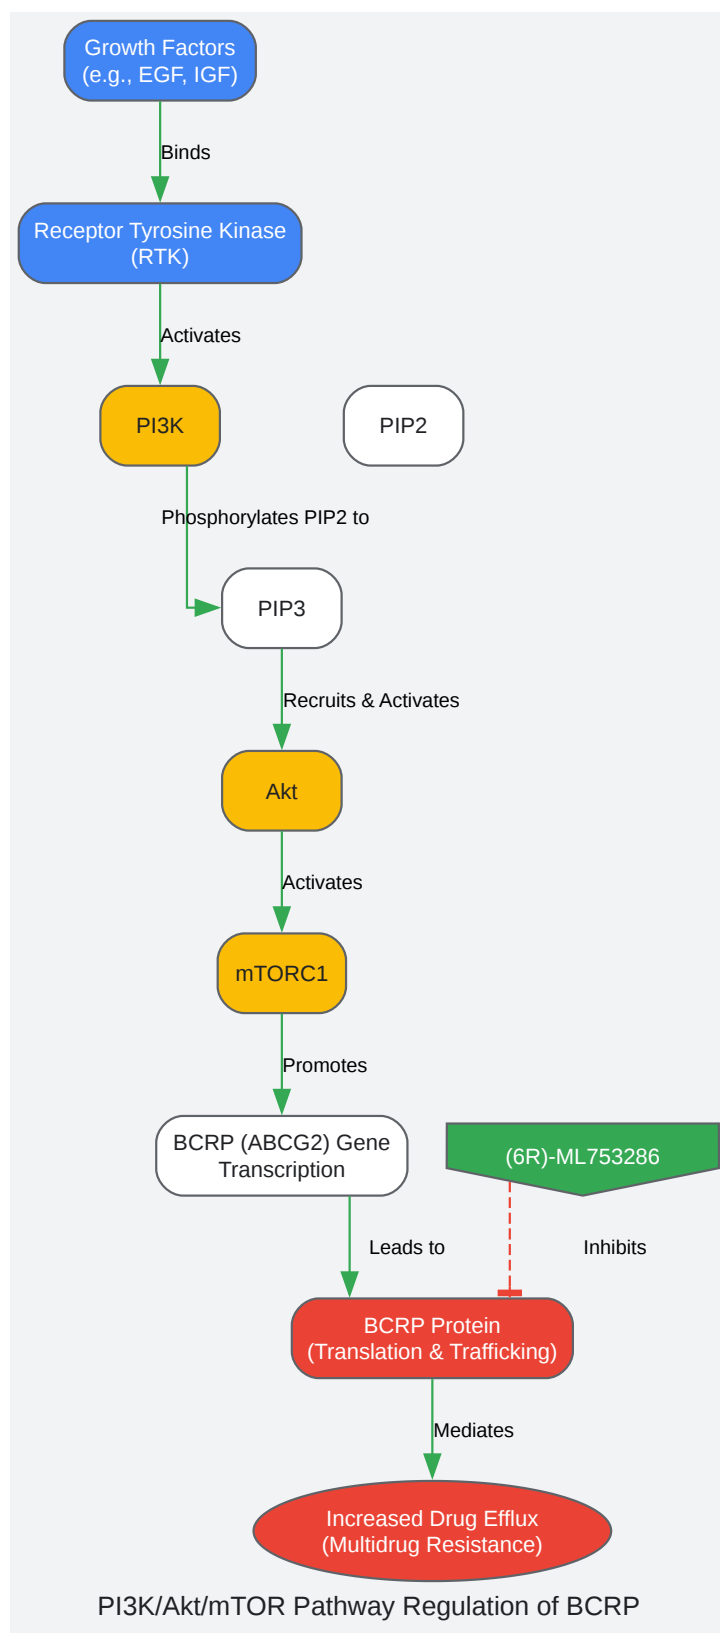 Growth Factors
(e.g., EGF, IGF)
Binds
Receptor Tyrosine Kinase
(RTK)
Activates
PI3K
PIP2
Phosphorylates PIP2 to
PIP3
Recruits & Activates
Akt
Activates
mTORC1
Promotes
BCRP (ABCG2) Gene
Transcription
(6R)-ML753286
Leads to
Inhibits
BCRP Protein
(Translation & Trafficking)
Mediates
Increased Drug Efflux
(Multidrug Resistance)
PI3K/Akt/mTOR Pathway Regulation of BCRP